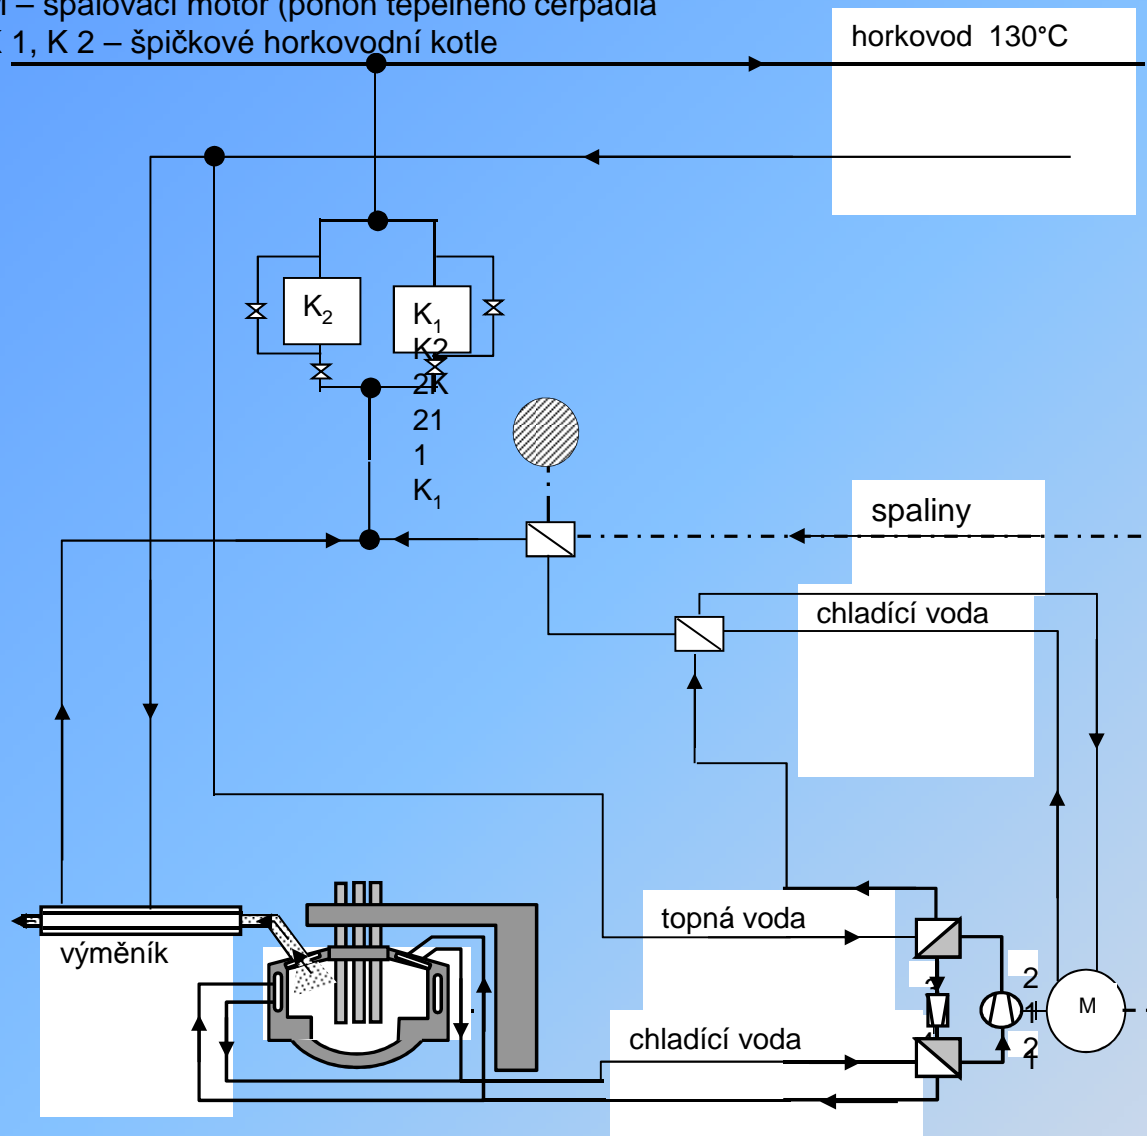 – spalovací motor (pohon tepelného čerpadla
1, K 2 – špičkové horkovodní kotle
horkovod 130°C
K2
K1
K2
2K
21
1
K1
spaliny
chladící voda
topná voda
výměník
chladící voda
2
1
2
M